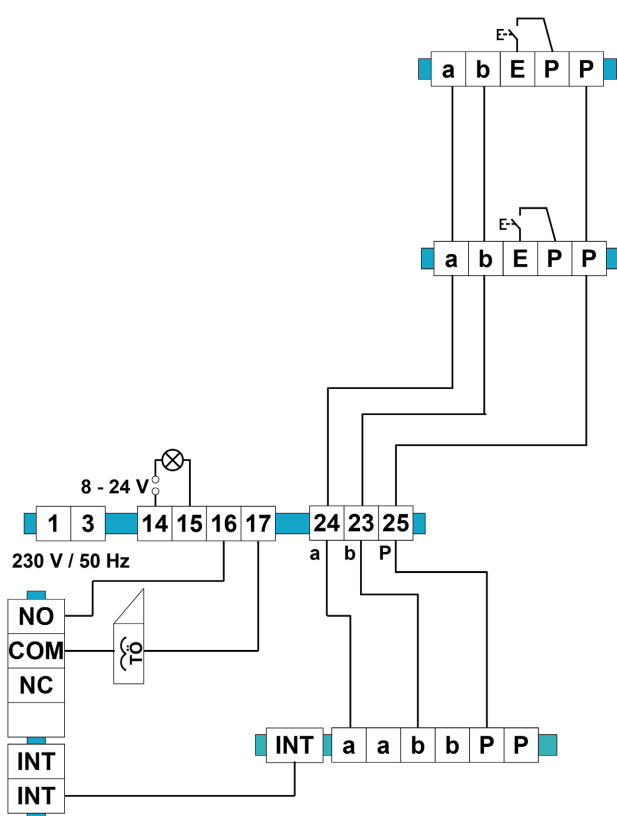 a b E P P
a b E P P
8 - 24 V
1 3 14 15 16 17 24 23 25
a b P
230 V / 50 Hz
NO
COM
TÖ
NC
INT a a b b P P
INT
INT